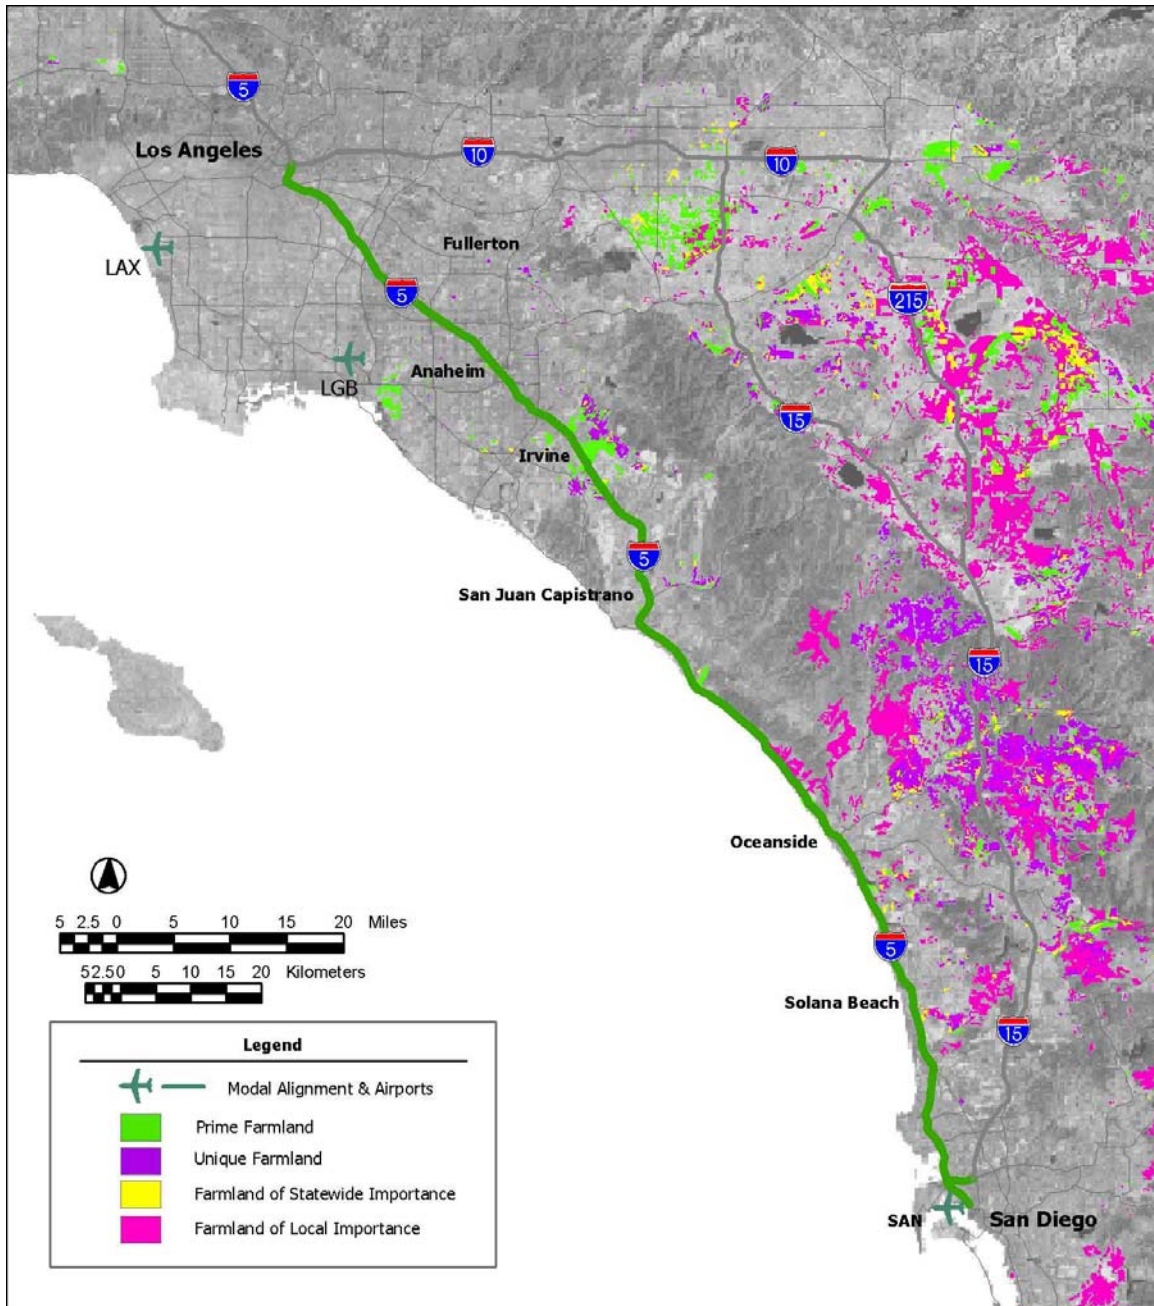 5
Los Angeles
10
10
LAX
Fullerton
5
215
LGB
Anaheim
15
Irvine
5
San Juan Capistrano
15
Oceanside
5
Solana Beach
15
SAN
San Diego
5 2.5 0 5 10 15 20 Miles
52.50 5 10 15 20 Kilometers
Legend
Modal Alignment & Airports
Prime Farmland
Unique Farmland
Farmland of Statewide Importance
Farmland of Local Importance